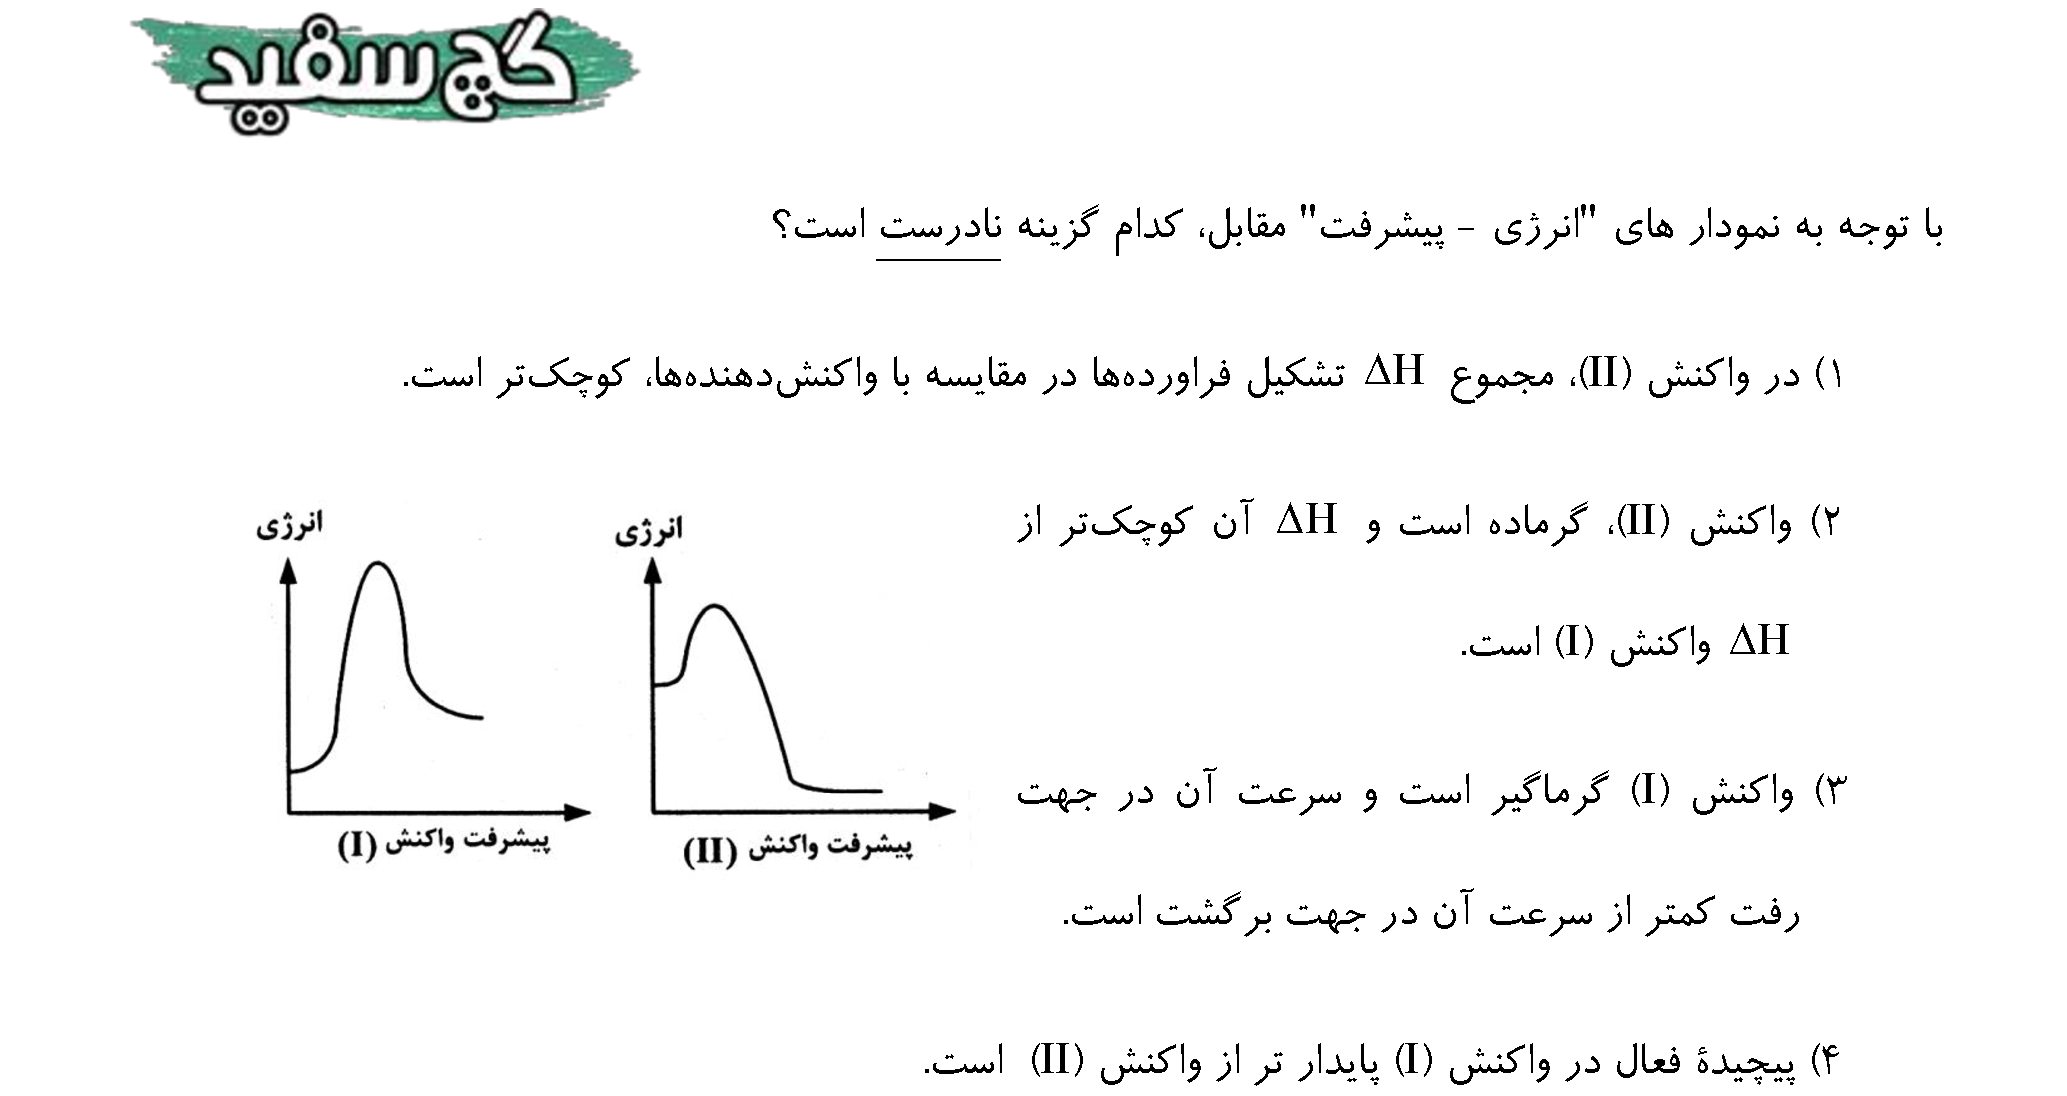 گچ سفید
با توجه به نمودار های "انرژی - پیشرفت" مقابل، کدام گزینه نادرست است؟
۱) در واکنش (II)، مجموع ΔH تشکیل فراورده‌ها در مقایسه با واکنش‌دهنده‌ها، کوچک‌تر است.
۲) واکنش (II)، گرماده است و ΔH آن کوچک‌تر از
ΔH واکنش (I) است.
۳) واکنش (I) گرماگیر است و سرعت آن در جهت
رفت کمتر از سرعت آن در جهت برگشت است.
۴) پیچیدهٔ فعال در واکنش (I) پایدار تر از واکنش (II) است.
انرژی
پیشرفت واکنش (II)
انرژی
پیشرفت واکنش (I)